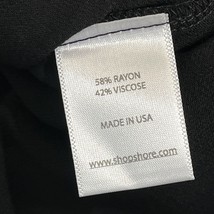 58% RAYON
42% VISCOSE
MADE IN USA
www.shopshore.com